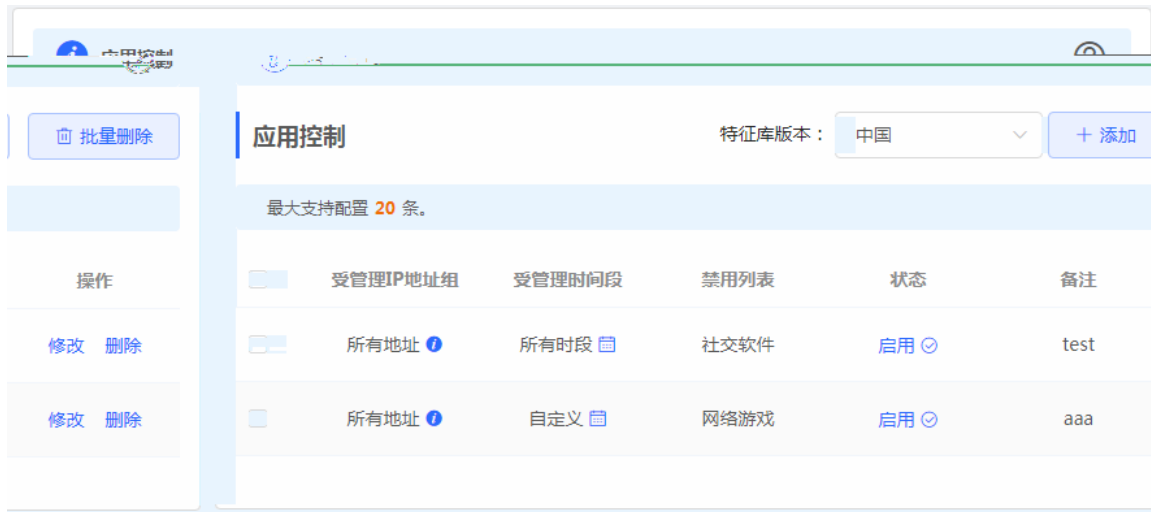 应用控制
批量删除
应用控制
特征库版本：
中国
添加
最大支持配置 20 条。
操作
受管理IP地址组
受管理时间段
禁用列表
状态
备注
修改 删除
所有地址
所有时段
社交软件
启用
test
修改 删除
所有地址
自定义
网络游戏
启用
aaa